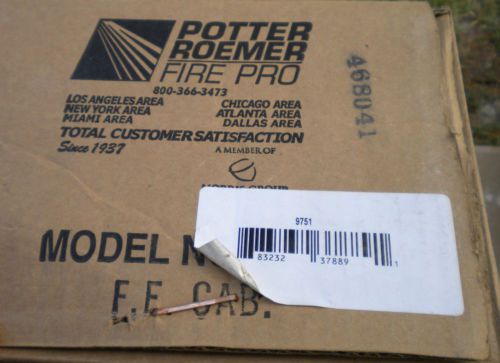 POTTER
ROEMER
FIRE PRO
800-366-3473
LOS ANGELES AREA CHICAGO AREA
NEW YORK AREA ATLANTA AREA
MIAMI AREA DALLAS AREA
TOTAL CUSTOMER SATISFACTION
Since 1937 A MEMBER OF
468041
9751
83232 37889 1
MODEL
F.E. CAB.